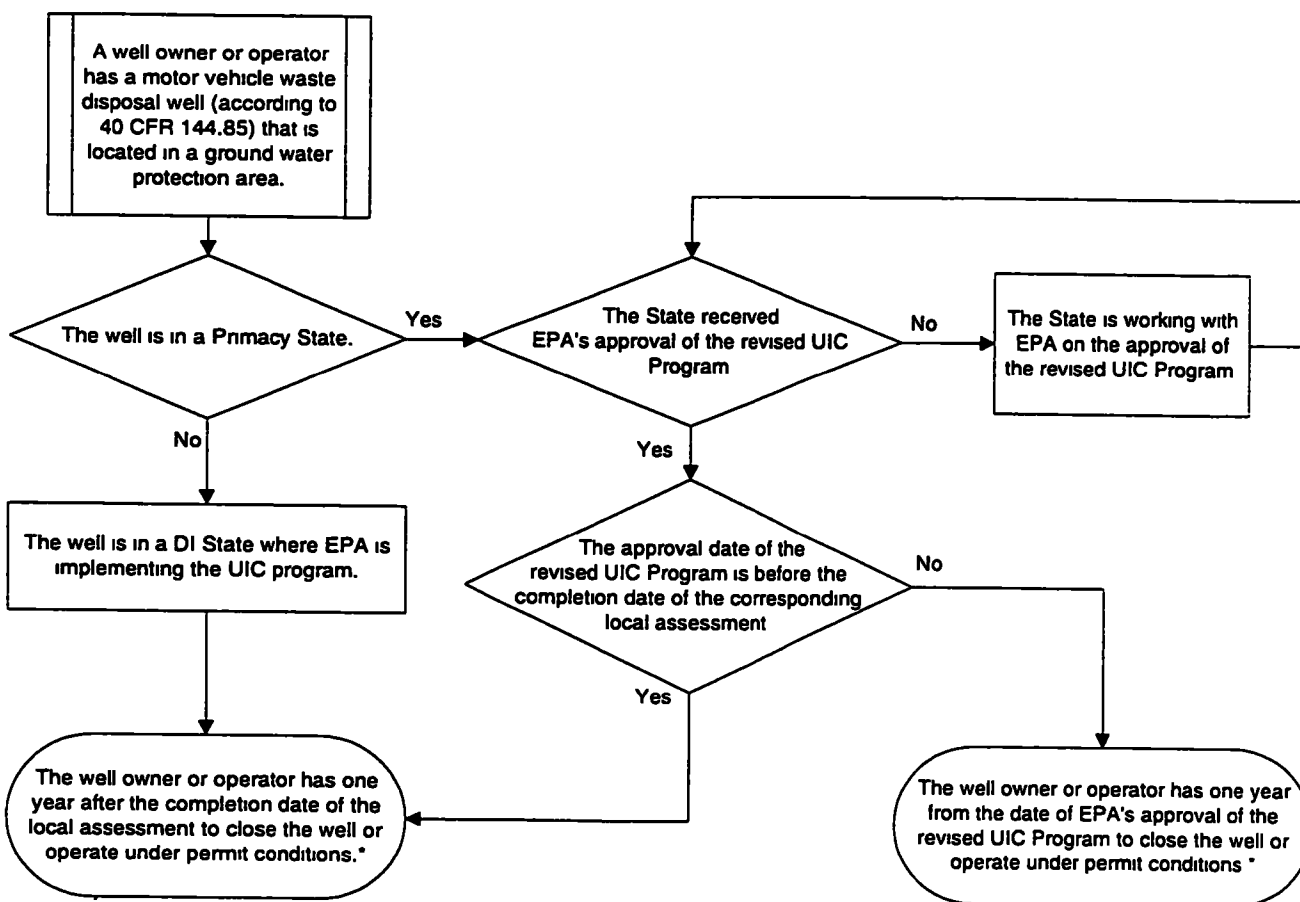 A well owner or operator
has a motor vehicle waste
disposal well (according to
40 CFR 144.85) that is
located in a ground water
protection area.
The well is in a Primacy State.
Yes
The State received
EPA's approval of the revised UIC
Program
No
The State is working with
EPA on the approval of
the revised UIC Program
No
Yes
The well is in a DI State where EPA is
implementing the UIC program.
The approval date of the
revised UIC Program is before the
completion date of the corresponding
local assessment
No
Yes
The well owner or operator has one
year after the completion date of the
local assessment to close the well or
operate under permit conditions.*
The well owner or operator has one year
from the date of EPA's approval of the
revised UIC Program to close the well or
operate under permit conditions *